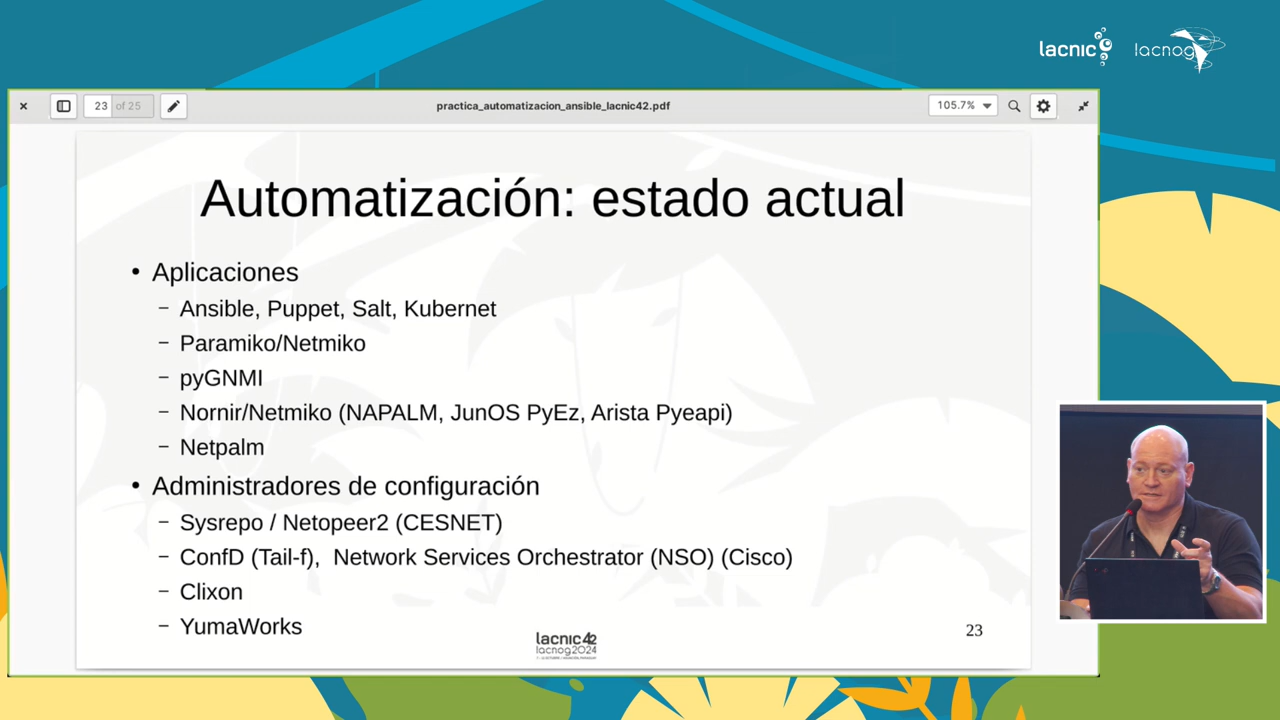 lacnic lacnog
23 of 25 practica_automatizacion_ansible_lacnic42.pdf 105.7%
Automatización: estado actual
• Aplicaciones
– Ansible, Puppet, Salt, Kubernet
– Paramiko/Netmiko
– pyGNMI
– Nornir/Netmiko (NAPALM, JunOS PyEz, Arista Pyeapi)
– Netpalm
• Administradores de configuración
– Sysrepo / Netopeer2 (CESNET)
– ConfD (Tail-f), Network Services Orchestrator (NSO) (Cisco)
– Clixon
– YumaWorks
lacnic 42
lacnog2024
23